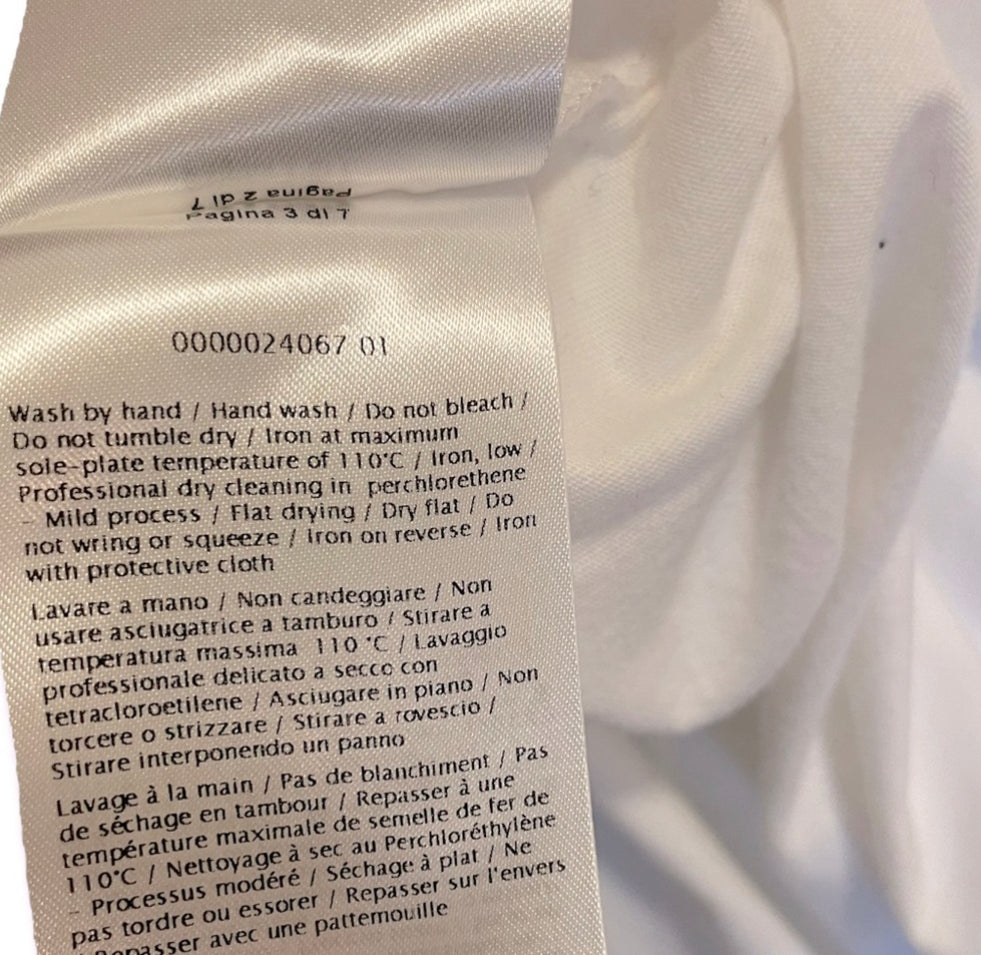 Pagina 2 di 7
Pagina 3 di 7
0000024067 01
Wash by hand / Hand wash / Do not bleach /
Do not tumble dry / Iron at maximum
sole-plate temperature of 110°C / Iron, low /
Professional dry cleaning in perchlorethene
- Mild process / Flat drying / Dry flat / Do
not wring or squeeze / Iron on reverse / Iron
with protective cloth
Lavare a mano / Non candeggiare / Non
usare asciugatrice a tamburo / Stirare a
temperatura massima 110 °C / Lavaggio
professionale delicato a secco con
tetracloroetilene / Asciugare in piano / Non
torcere o strizzare / Stirare a rovescio /
Stirare interponendo un panno
Lavage à la main / Pas de blanchiment / Pas
de séchage en tambour / Repasser à une
température maximale de semelle de fer de
110°C / Nettoyage à sec au Perchloréthylène
- Processus modéré / Séchage à plat / Ne
pas tordre ou essorer / Repasser sur l'envers
/ Repasser avec une pattemouille